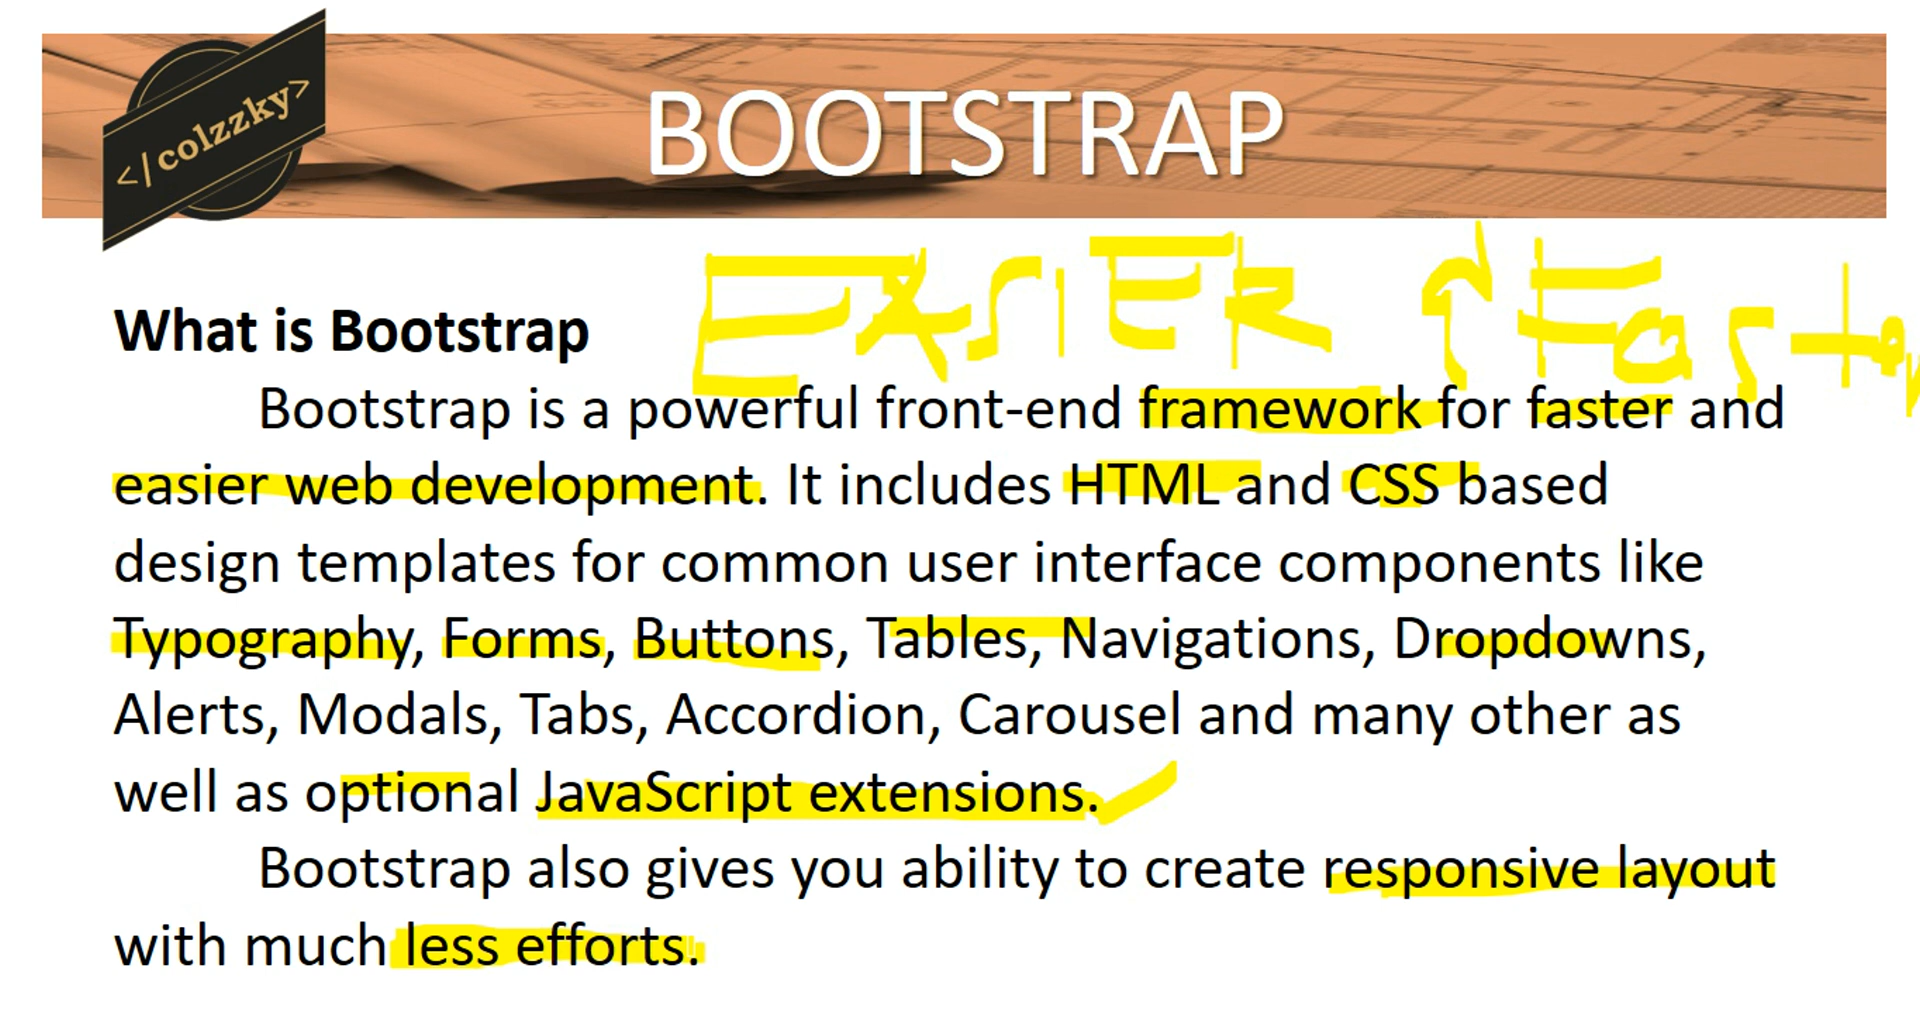 </|colzzky>
BOOTSTRAP
EASIER & Faster
What is Bootstrap
Bootstrap is a powerful front-end framework for faster and
easier web development. It includes HTML and CSS based
design templates for common user interface components like
Typography, Forms, Buttons, Tables, Navigations, Dropdowns,
Alerts, Modals, Tabs, Accordion, Carousel and many other as
well as optional JavaScript extensions.
Bootstrap also gives you ability to create responsive layout
with much less efforts.